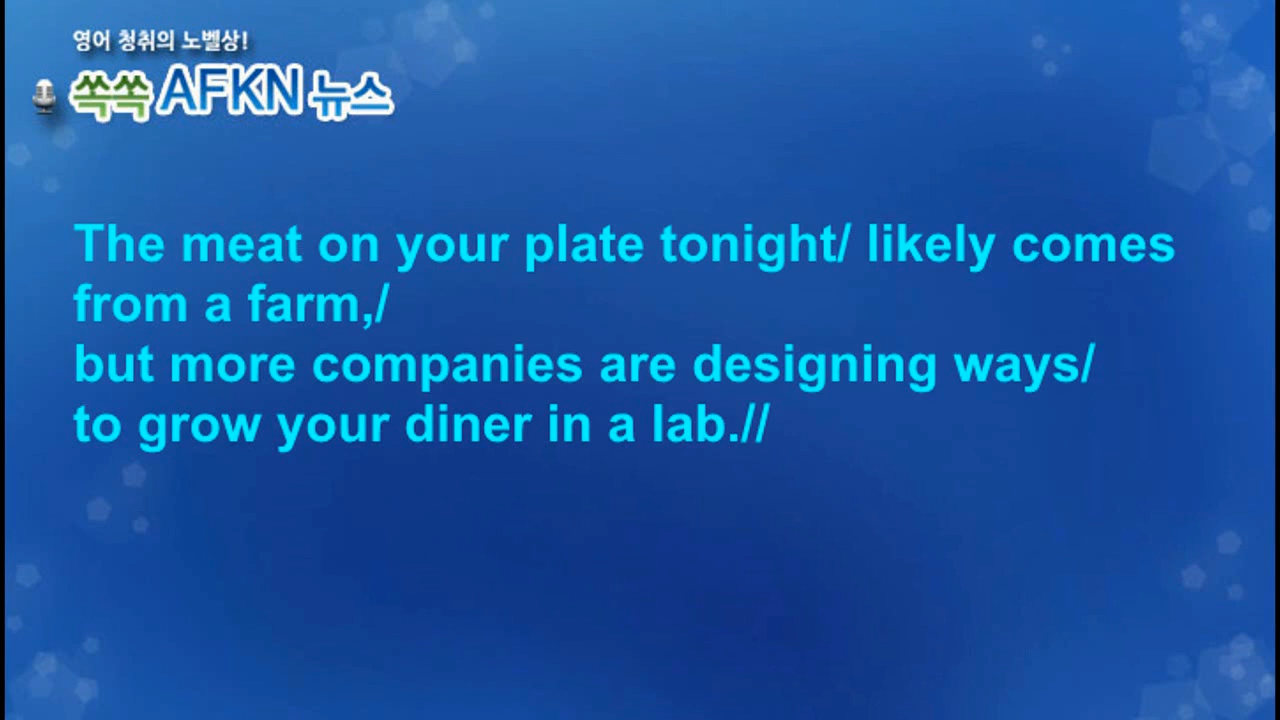 영어 청취의 노벨상!
쏙쏙 AFKN 뉴스
The meat on your plate tonight/ likely comes
from a farm,/
but more companies are designing ways/
to grow your diner in a lab.//